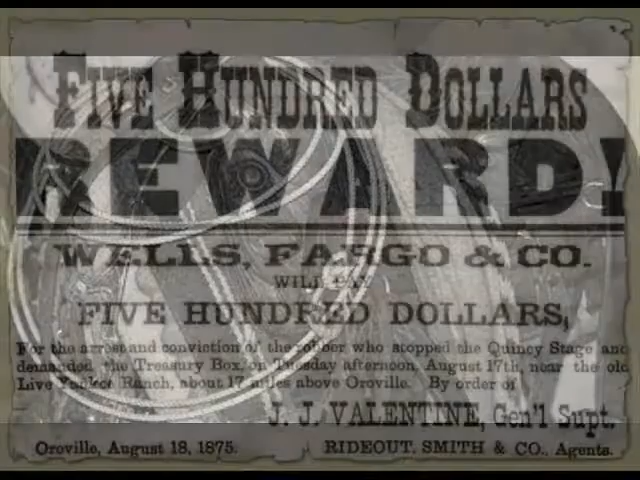 FIVE HUNDRED DOLLARS
REWARD!
WELLS, FARGO & CO.
WILL PAY
FIVE HUNDRED DOLLARS,
For the arrest and conviction of the robber who stopped the Quincy Stage and
demanded the Treasury Box, on Tuesday afternoon, August 17th, near the old
Live Yankee Ranch, about 17 miles above Oroville. By order of
J. J. VALENTINE, Gen'l Supt.
Oroville, August 18, 1875.
RIDEOUT, SMITH & CO., Agents.